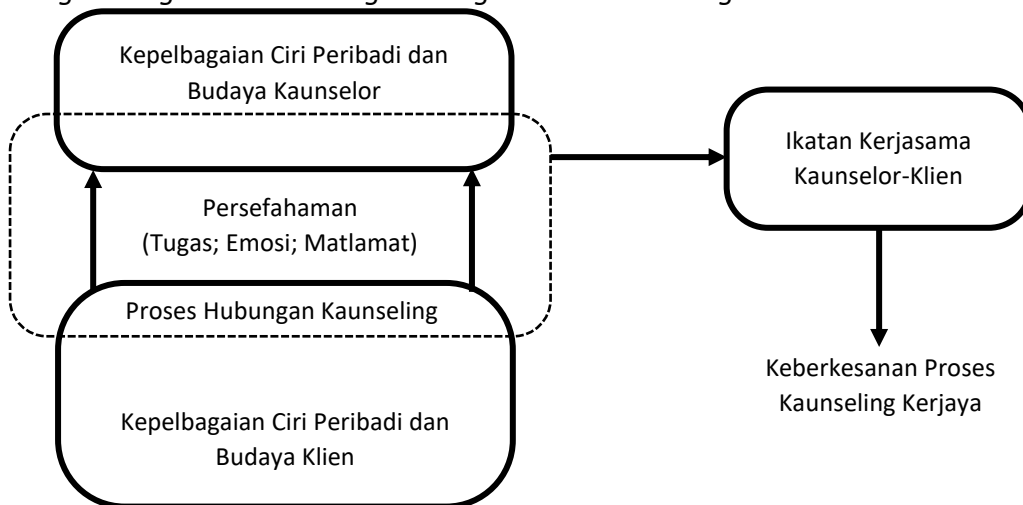 Kepelbagaian Ciri Peribadi dan
Budaya Kaunselor
Persefahaman
(Tugas; Emosi; Matlamat)
Proses Hubungan Kaunseling
Kepelbagaian Ciri Peribadi dan
Budaya Klien
Ikatan Kerjasama
Kaunselor-Klien
Keberkesanan Proses
Kaunseling Kerjaya